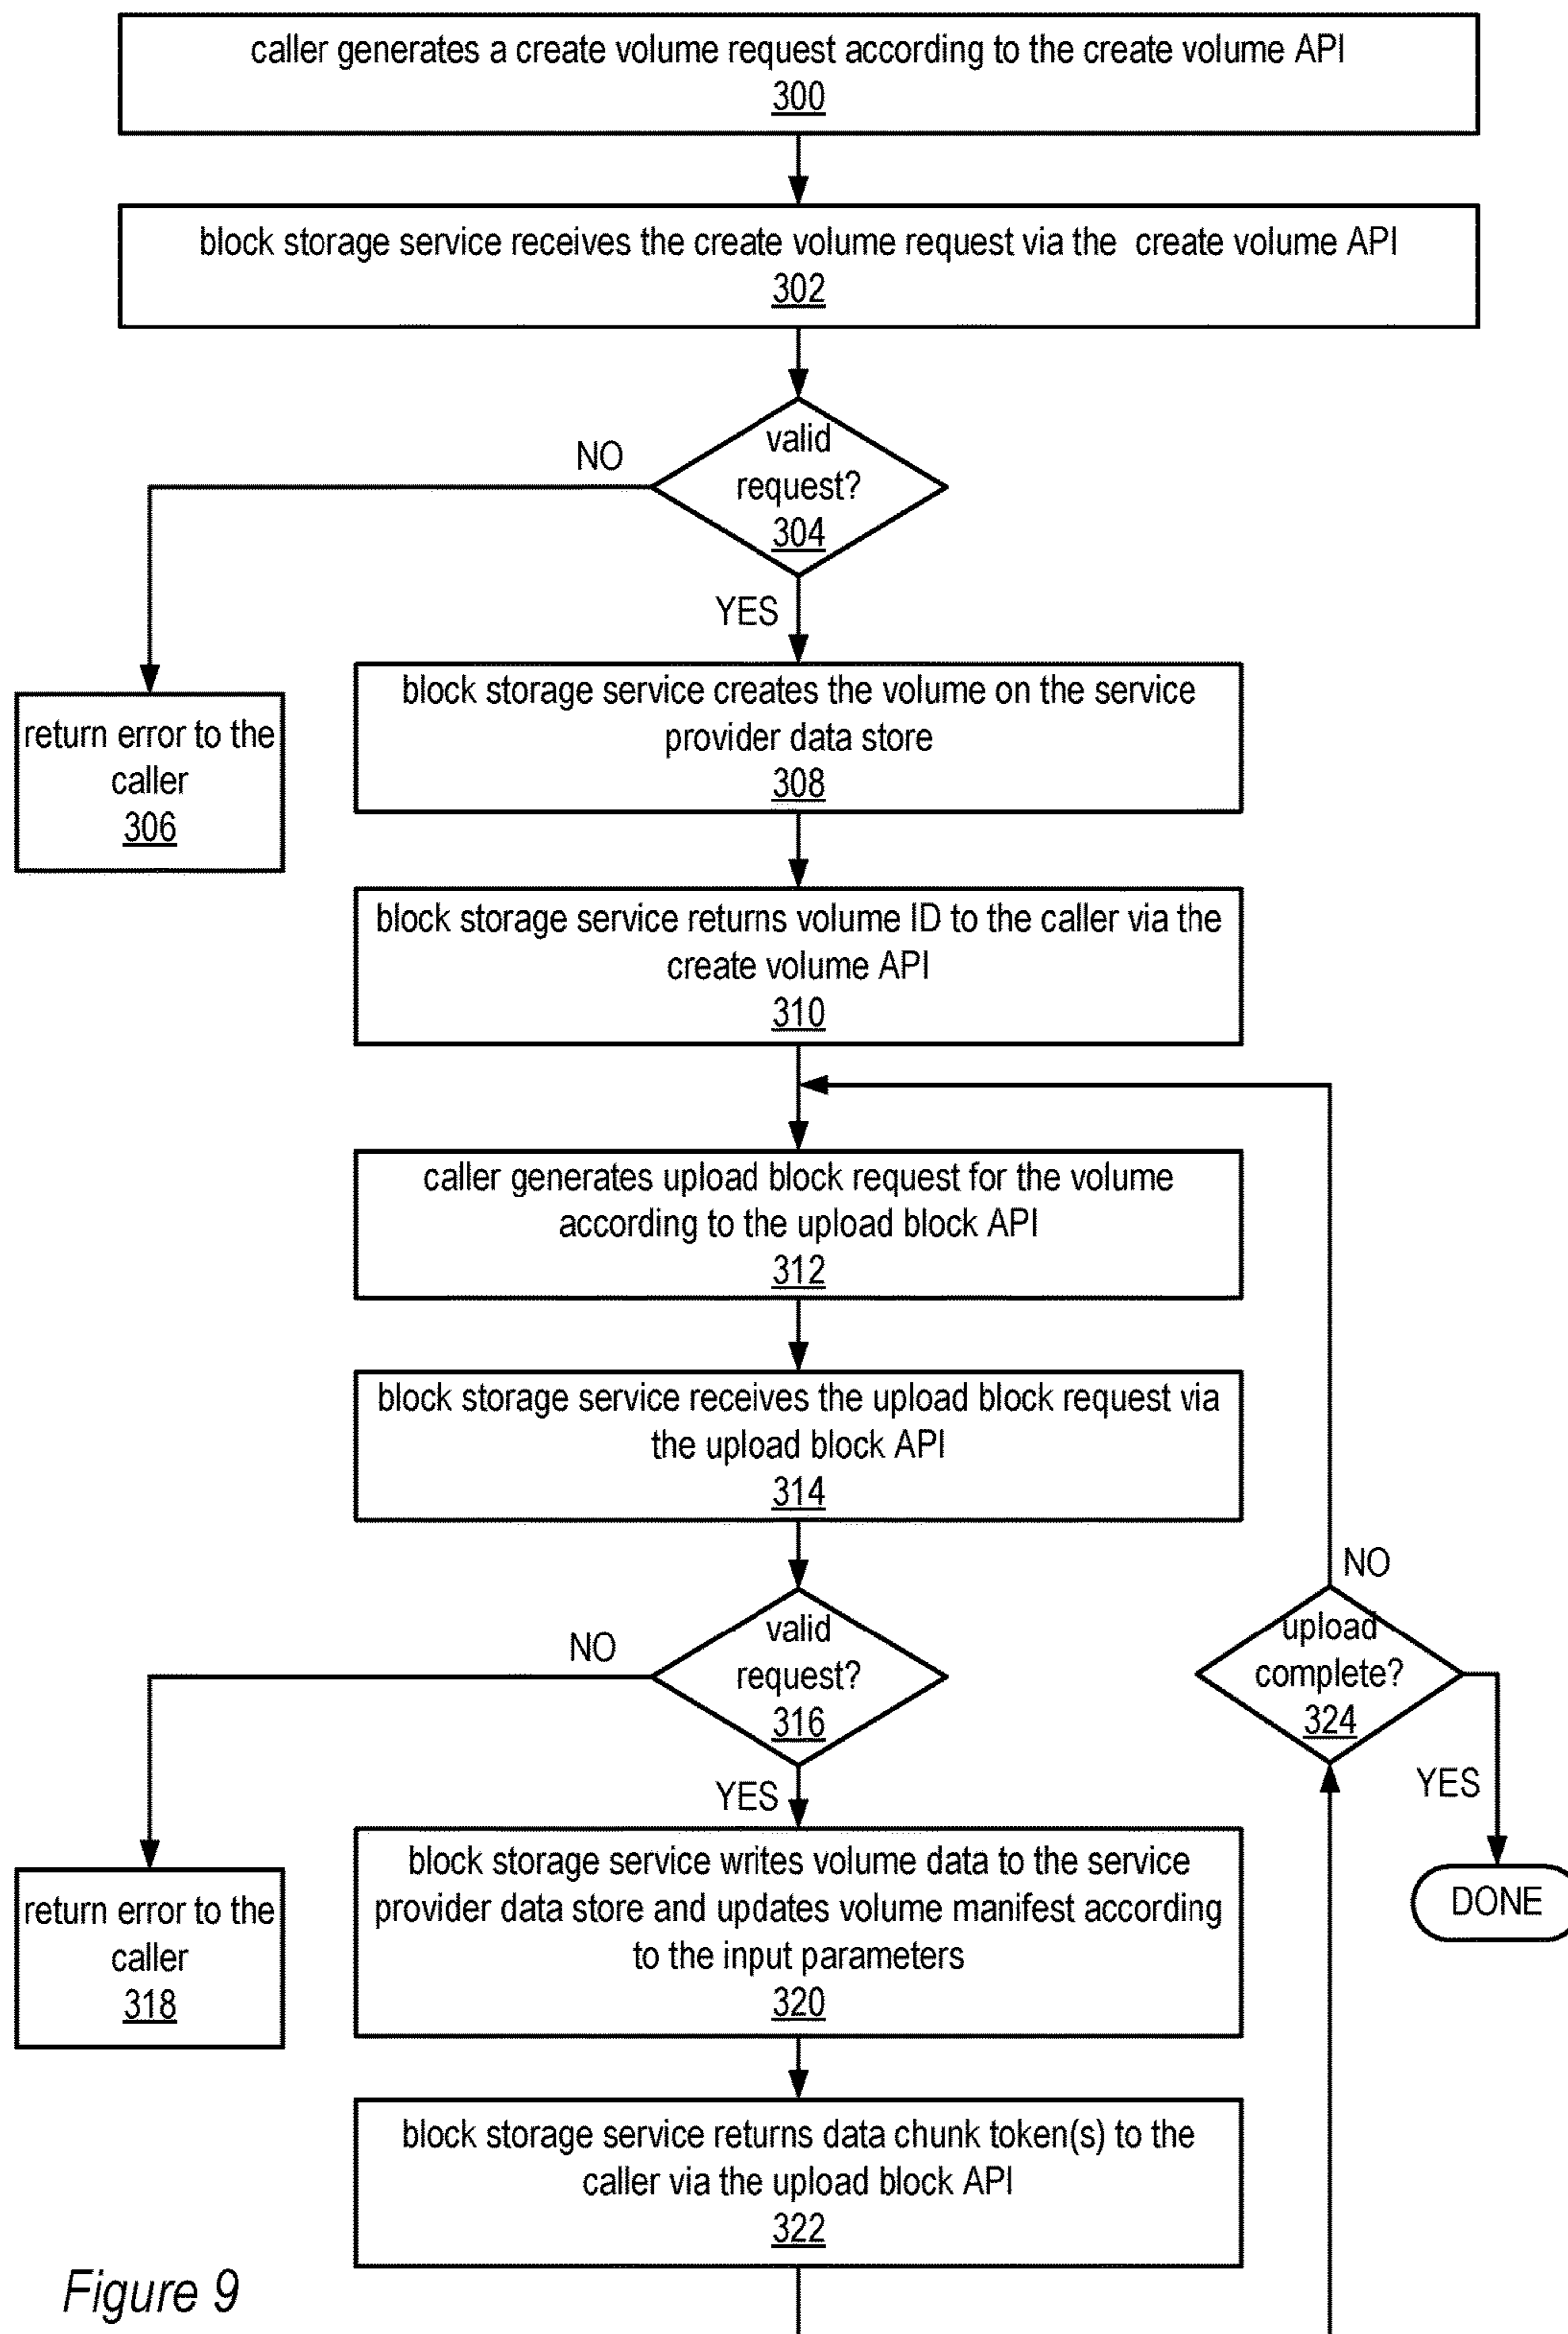 caller generates a create volume request according to the create volume API
300
block storage service receives the create volume request via the create volume API
302
valid
request?
304
NO
YES
return error to the
caller
306
block storage service creates the volume on the service
provider data store
308
block storage service returns volume ID to the caller via the
create volume API
310
caller generates upload block request for the volume
according to the upload block API
312
block storage service receives the upload block request via
the upload block API
314
valid
request?
316
NO
YES
return error to the
caller
318
block storage service writes volume data to the service
provider data store and updates volume manifest according
to the input parameters
320
block storage service returns data chunk token(s) to the
caller via the upload block API
322
upload
complete?
324
NO
YES
DONE
Figure 9